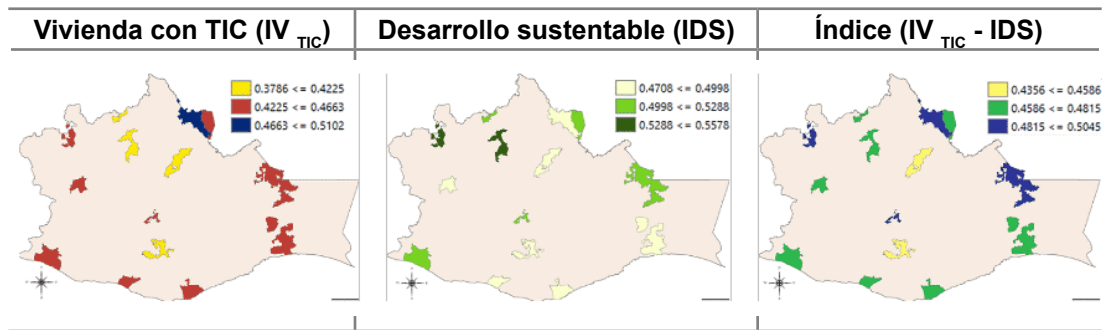 Vivienda con TIC (IV TIC)
Desarrollo sustentable (IDS)
Índice (IV TIC - IDS)
0.3786 <= 0.4225
0.4225 <= 0.4663
0.4663 <= 0.5102
0.4708 <= 0.4998
0.4998 <= 0.5288
0.5288 <= 0.5578
0.4356 <= 0.4586
0.4586 <= 0.4815
0.4815 <= 0.5045